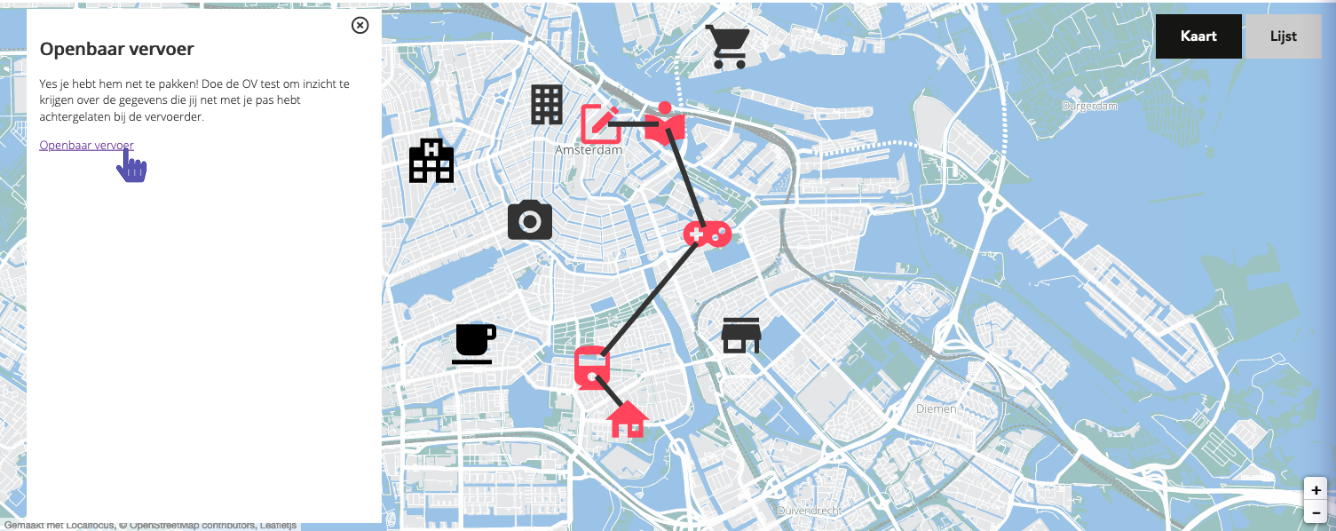 Openbaar vervoer
Yes je hebt hem net te pakken! Doe de OV test om inzicht te
krijgen over de gegevens die jij net met je pas hebt
achtergelaten bij de vervoerder.
Openbaar vervoer
Kaart
Lijst
Durgerdam
H
Amsterdam
Diemen
Duivendrecht
+
-
Gemaakt met Localfocus, © OpenStreetMap contributors, Leafletjs